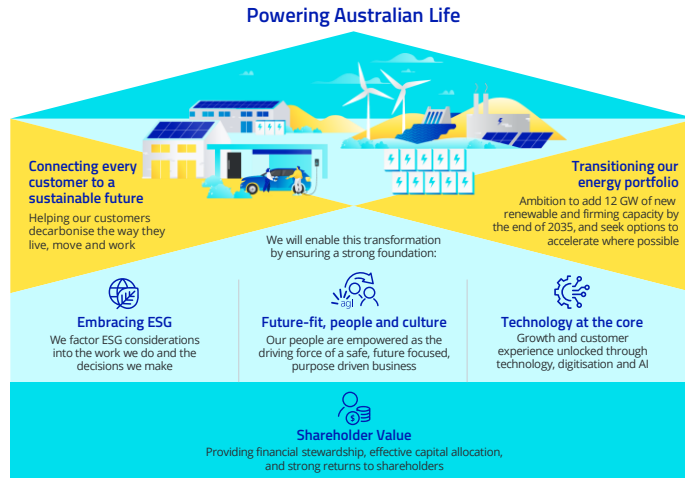 Powering Australian Life
Connecting every
customer to a
sustainable future
Helping our customers
decarbonise the way they
live, move and work
Transitioning our
energy portfolio
Ambition to add 12 GW of new
renewable and firming capacity by
the end of 2035, and seek options to
accelerate where possible
We will enable this transformation
by ensuring a strong foundation:
agl
Embracing ESG
We factor ESG considerations
into the work we do and the
decisions we make
Future-fit, people and culture
Our people are empowered as the
driving force of a safe, future focused,
purpose driven business
Technology at the core
Growth and customer
experience unlocked through
technology, digitisation and AI
Shareholder Value
Providing financial stewardship, effective capital allocation,
and strong returns to shareholders